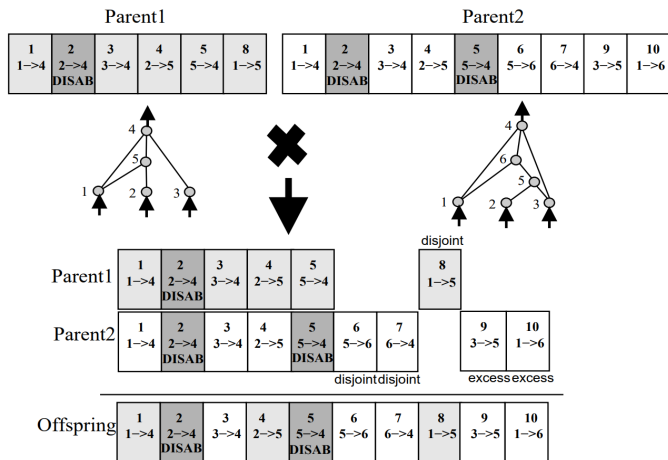 Parent1 Parent2
1 2 3 4 5 8 1 2 3 4 5 6 7 9 10
1->4 2->4 3->4 2->5 5->4 1->5 1->4 2->4 3->4 2->5 5->4 5->6 6->4 3->5 1->6
DISAB DISAB DISAB
4 4
5 6
5
1 2 3 1 2 3
disjoint
Parent1 1 2 3 4 5 8
1->4 2->4 3->4 2->5 5->4 1->5
DISAB
Parent2 1 2 3 4 5 6 7 9 10
1->4 2->4 3->4 2->5 5->4 5->6 6->4 3->5 1->6
DISAB DISAB
disjoint disjoint excess excess
Offspring 1 2 3 4 5 6 7 8 9 10
1->4 2->4 3->4 2->5 5->4 5->6 6->4 1->5 3->5 1->6
DISAB DISAB